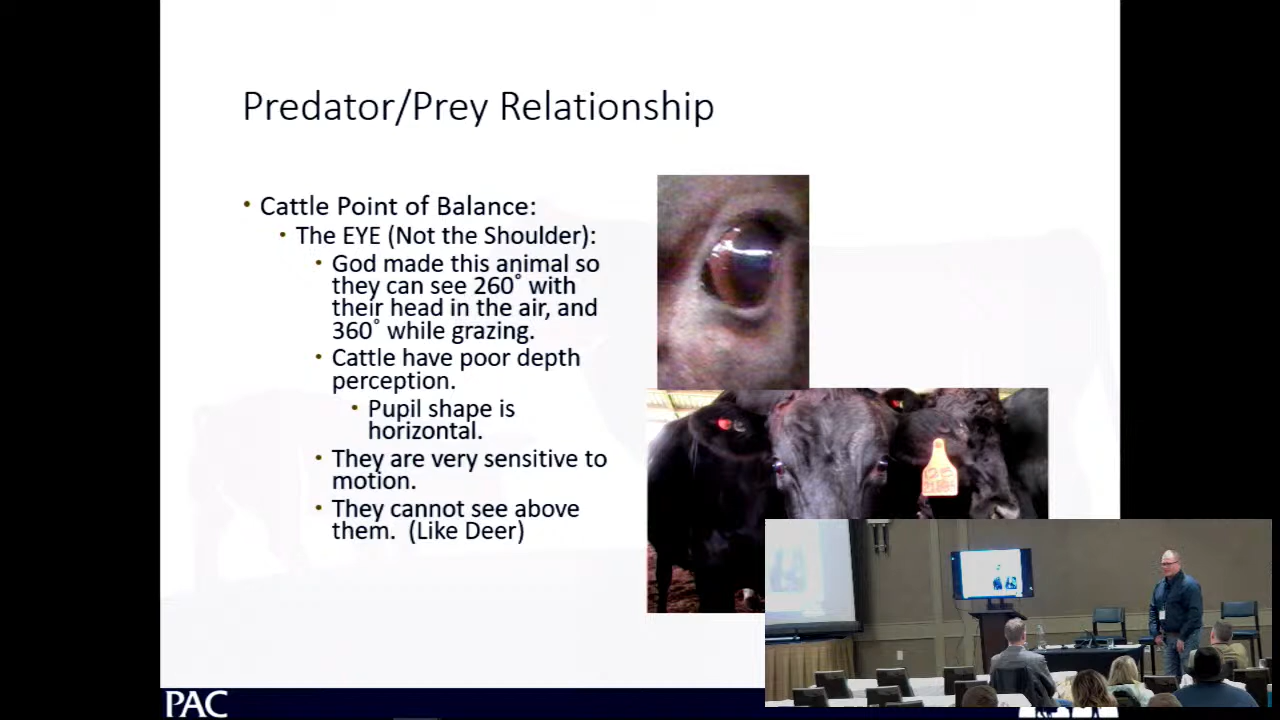 Predator/Prey Relationship
• Cattle Point of Balance:
• The EYE (Not the Shoulder):
• God made this animal so
they can see 260˚ with
their head in the air, and
360˚ while grazing.
• Cattle have poor depth
perception.
• Pupil shape is
horizontal.
• They are very sensitive to
motion.
• They cannot see above
them.  (Like Deer)
PAC